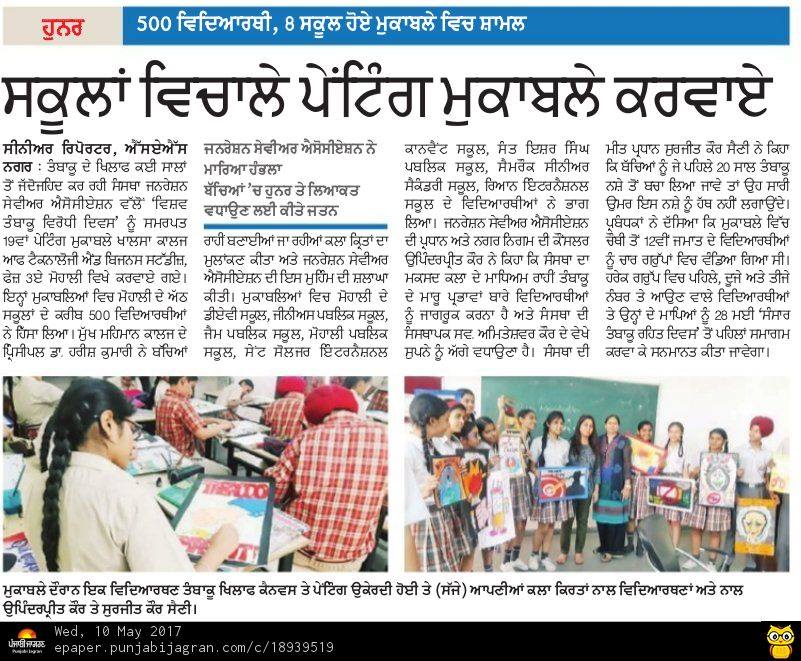 ਹੁਨਰ
500 ਵਿਦਿਆਰਥੀ, 8 ਸਕੂਲ ਹੋਏ ਮੁਕਾਬਲੇ ਵਿਚ ਸ਼ਾਮਲ
ਸਕੂਲਾਂ ਵਿਚਾਲੇ ਪੇਂਟਿੰਗ ਮੁਕਾਬਲੇ ਕਰਵਾਏ
ਸੀਨੀਅਰ ਰਿਪੋਰਟਰ, ਐੱਸਏਐੱਸ
ਨਗਰ : ਤੰਬਾਕੂ ਦੇ ਖਿਲਾਫ ਕਈ ਸਾਲਾਂ
ਤੋਂ ਜੱਦੋਜਹਿਦ ਕਰ ਰਹੀ ਸੰਸਥਾ ਜਨਰੇਸ਼ਨ
ਸੇਵੀਅਰ ਐਸੋਸੀਏਸ਼ਨ ਵੱਲੋਂ 'ਵਿਸ਼ਵ
ਤੰਬਾਕੂ ਵਿਰੋਧੀ ਦਿਵਸ' ਨੂੰ ਸਮਰਪਤ
19ਵਾਂ ਪੇਂਟਿੰਗ ਮੁਕਾਬਲੇ ਖਾਲਸਾ ਕਾਲਜ
ਆਫ ਟੈਕਨਾਲੋਜੀ ਐਂਡ ਬਿਜਨਸ ਸਟੱਡੀਜ਼,
ਫੇਜ਼ 3ਏ ਮੋਹਾਲੀ ਵਿਖੇ ਕਰਵਾਏ ਗਏ।
ਇਨ੍ਹਾਂ ਮੁਕਾਬਲਿਆਂ ਵਿਚ ਮੋਹਾਲੀ ਦੇ ਅੱਠ
ਸਕੂਲਾਂ ਦੇ ਕਰੀਬ 500 ਵਿਦਿਆਰਥੀਆਂ
ਨੇ ਹਿੱਸਾ ਲਿਆ। ਮੁੱਖ ਮਹਿਮਾਨ ਕਾਲਜ ਦੇ
ਪ੍ਰਿੰਸੀਪਲ ਡਾ. ਹਰੀਸ਼ ਕੁਮਾਰੀ ਨੇ ਬੱਚਿਆਂ
ਜਨਰੇਸ਼ਨ ਸੇਵੀਅਰ ਐਸੋਸੀਏਸ਼ਨ ਨੇ
ਮਾਰਿਆ ਹੰਭਲਾ
ਬੱਚਿਆਂ 'ਚ ਹੁਨਰ ਤੇ ਲਿਆਕਤ
ਵਧਾਉਣ ਲਈ ਕੀਤੇ ਜਤਨ
ਰਾਹੀ ਬਣਾਈਆਂ ਜਾ ਰਹੀਆਂ ਕਲਾ ਕ੍ਰਿਤਾਂ ਦਾ
ਮੁਲਾਂਕਣ ਕੀਤਾ ਅਤੇ ਜਨਰੇਸ਼ਨ ਸੇਵੀਅਰ
ਐਸੋਸੀਏਸ਼ਨ ਦੀ ਇਸ ਮੁਹਿੰਮ ਦੀ ਸ਼ਲਾਘਾ
ਕੀਤੀ। ਮੁਕਾਬਲਿਆਂ ਵਿਚ ਮੋਹਾਲੀ ਦੇ
ਡੀਏਵੀ ਸਕੂਲ, ਜੀਨੀਅਸ ਪਬਲਿਕ ਸਕੂਲ,
ਜੈਮ ਪਬਲਿਕ ਸਕੂਲ, ਮੋਹਾਲੀ ਪਬਲਿਕ
ਸਕੂਲ, ਸੇਂਟ ਸੋਲਜਰ ਇੰਟਰਨੈਸ਼ਨਲ
ਕਾਨਵੈਂਟ ਸਕੂਲ, ਸੰਤ ਇਸ਼ਰ ਸਿੰਘ
ਪਬਲਿਕ ਸਕੂਲ, ਸੈਮਰੌਕ ਸੀਨੀਅਰ
ਸੈਕੰਡਰੀ ਸਕੂਲ, ਰਿਆਨ ਇੰਟਰਨੈਸ਼ਨਲ
ਸਕੂਲ ਦੇ ਵਿਦਿਆਰਥੀਆਂ ਨੇ ਭਾਗ
ਲਿਆ। ਜਨਰੇਸ਼ਨ ਸੇਵੀਅਰ ਐਸੋਸੀਏਸ਼ਨ
ਦੀ ਪ੍ਰਧਾਨ ਅਤੇ ਨਗਰ ਨਿਗਮ ਦੀ ਕੌਂਸਲਰ
ਉਪਿੰਦਰਪ੍ਰੀਤ ਕੌਰ ਨੇ ਕਿਹਾ ਕਿ ਸੰਸਥਾ ਦਾ
ਮਕਸਦ ਕਲਾ ਦੇ ਮਾਧਿਅਮ ਰਾਹੀਂ ਤੰਬਾਕੂ
ਦੇ ਮਾਰੂ ਪ੍ਰਭਾਵਾਂ ਬਾਰੇ ਵਿਦਿਆਰਥੀਆਂ
ਨੂੰ ਜਾਗਰੂਕ ਕਰਨਾ ਹੈ ਅਤੇ ਸੰਸਥਾ ਦੀ
ਸੰਸਥਾਪਕ ਸਵ. ਅਮਿਤੇਸ਼ਵਰ ਕੌਰ ਦੇ ਵੇਖੇ
ਸੁਪਨੇ ਨੂੰ ਅੱਗੇ ਵਧਾਉਣਾ ਹੈ। ਸੰਸਥਾ ਦੀ
ਮੀਤ ਪ੍ਰਧਾਨ ਸੁਰਜੀਤ ਕੌਰ ਸੈਣੀ ਨੇ ਕਿਹਾ
ਕਿ ਬੱਚਿਆਂ ਨੂੰ ਜੇ ਪਹਿਲੇ 20 ਸਾਲ ਤੰਬਾਕੂ
ਨਸ਼ੇ ਤੋਂ ਬਚਾ ਲਿਆ ਜਾਵੇ ਤਾਂ ਉਹ ਸਾਰੀ
ਉਮਰ ਇਸ ਨਸ਼ੇ ਨੂੰ ਹੱਥ ਨਹੀਂ ਲਗਾਉਂਦੇ।
ਪ੍ਰਬੰਧਕਾਂ ਨੇ ਦੱਸਿਆ ਕਿ ਮੁਕਾਬਲੇ ਵਿਚ
ਚੌਥੀ ਤੋਂ 12ਵੀਂ ਜਮਾਤ ਦੇ ਵਿਦਿਆਰਥੀਆਂ
ਨੂੰ ਚਾਰ ਗਰੁੱਪਾਂ ਵਿਚ ਵੰਡਿਆ ਗਿਆ ਸੀ।
ਹਰੇਕ ਗਰੁੱਪ ਵਿਚ ਪਹਿਲੇ, ਦੂਜੇ ਅਤੇ ਤੀਜੇ
ਨੰਬਰ ਤੇ ਆਉਣ ਵਾਲੇ ਵਿਦਿਆਰਥੀਆਂ
ਤੇ ਉਨ੍ਹਾਂ ਦੇ ਮਾਪਿਆਂ ਨੂੰ 28 ਮਈ 'ਸੰਸਾਰ
ਤੰਬਾਕੂ ਰਹਿਤ ਦਿਵਸ' ਤੋਂ ਪਹਿਲਾਂ ਸਮਾਗਮ
ਕਰਵਾ ਕੇ ਸਨਮਾਨਤ ਕੀਤਾ ਜਾਵੇਗਾ।
TOBACCO
ਮੁਕਾਬਲੇ ਦੌਰਾਨ ਇਕ ਵਿਦਿਆਰਥਣ ਤੰਬਾਕੂ ਖਿਲਾਫ ਕੈਨਵਸ ਤੇ ਪੇਂਟਿੰਗ ਉਕੇਰਦੀ ਹੋਈ ਤੇ (ਸੱਜੇ) ਆਪਣੀਆਂ ਕਲਾ ਕਿਰਤਾਂ ਨਾਲ ਵਿਦਿਆਰਥਣਾਂ ਅਤੇ ਨਾਲ
ਉਪਿੰਦਰਪ੍ਰੀਤ ਕੌਰ ਤੇ ਸੁਰਜੀਤ ਕੌਰ ਸੈਣੀ।
ਪੰਜਾਬੀ ਜਾਗਰਣ
Punjabi Jagran
Wed, 10 May 2017
epaper.punjabijagran.com/c/18939519